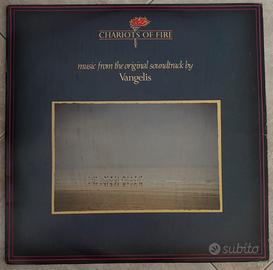 CHARIOTS OF FIRE
music from the original soundtrack by
Vangelis
subito